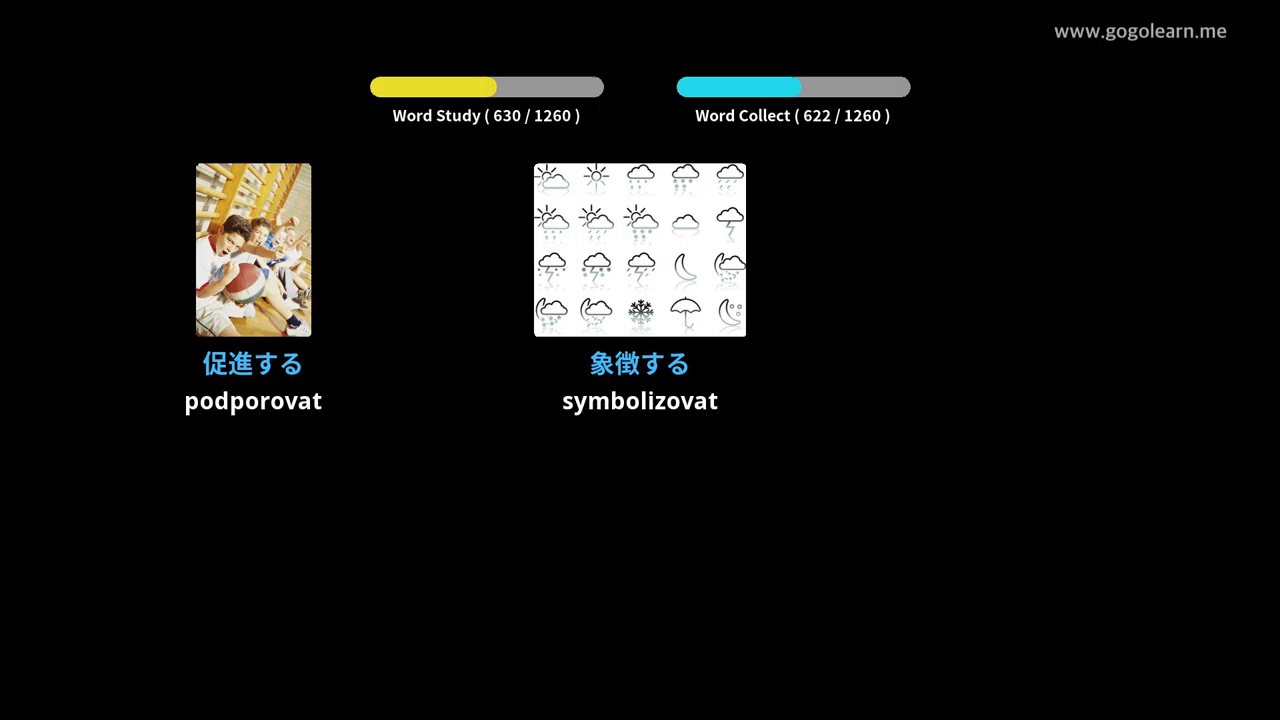 www.gogolearn.me
Word Study ( 630 / 1260 )
Word Collect ( 622 / 1260 )
促進する
podporovat
象徴する
symbolizovat